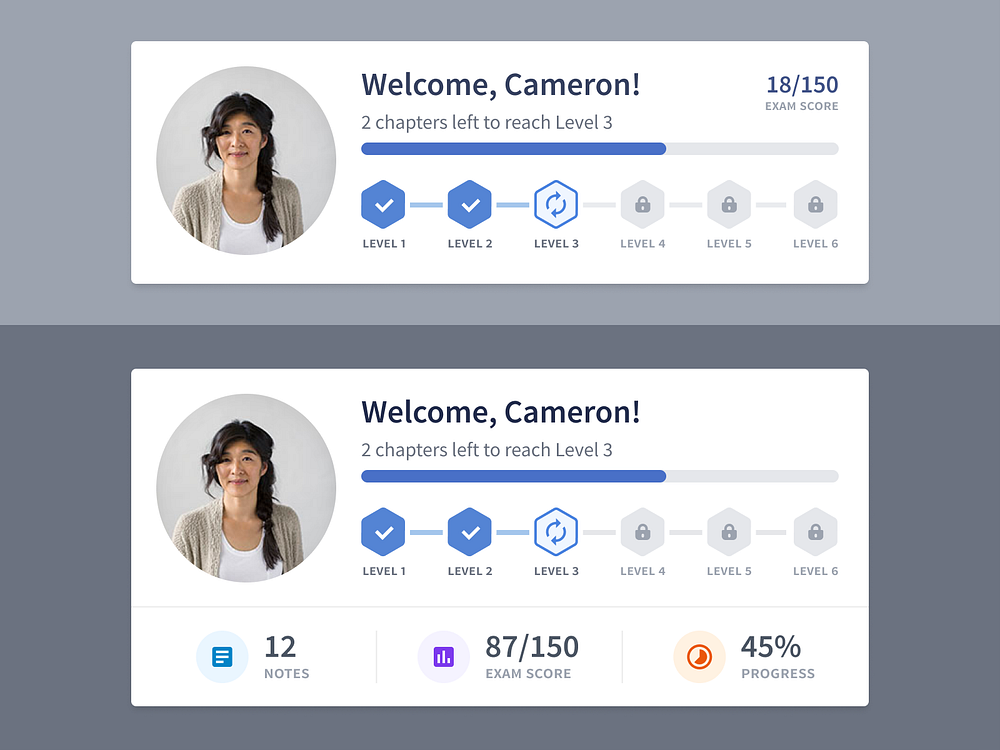 Welcome, Cameron!
18/150
EXAM SCORE
2 chapters left to reach Level 3
LEVEL 1 LEVEL 2 LEVEL 3 LEVEL 4 LEVEL 5 LEVEL 6
Welcome, Cameron!
2 chapters left to reach Level 3
LEVEL 1 LEVEL 2 LEVEL 3 LEVEL 4 LEVEL 5 LEVEL 6
12 87/150 45%
NOTES EXAM SCORE PROGRESS